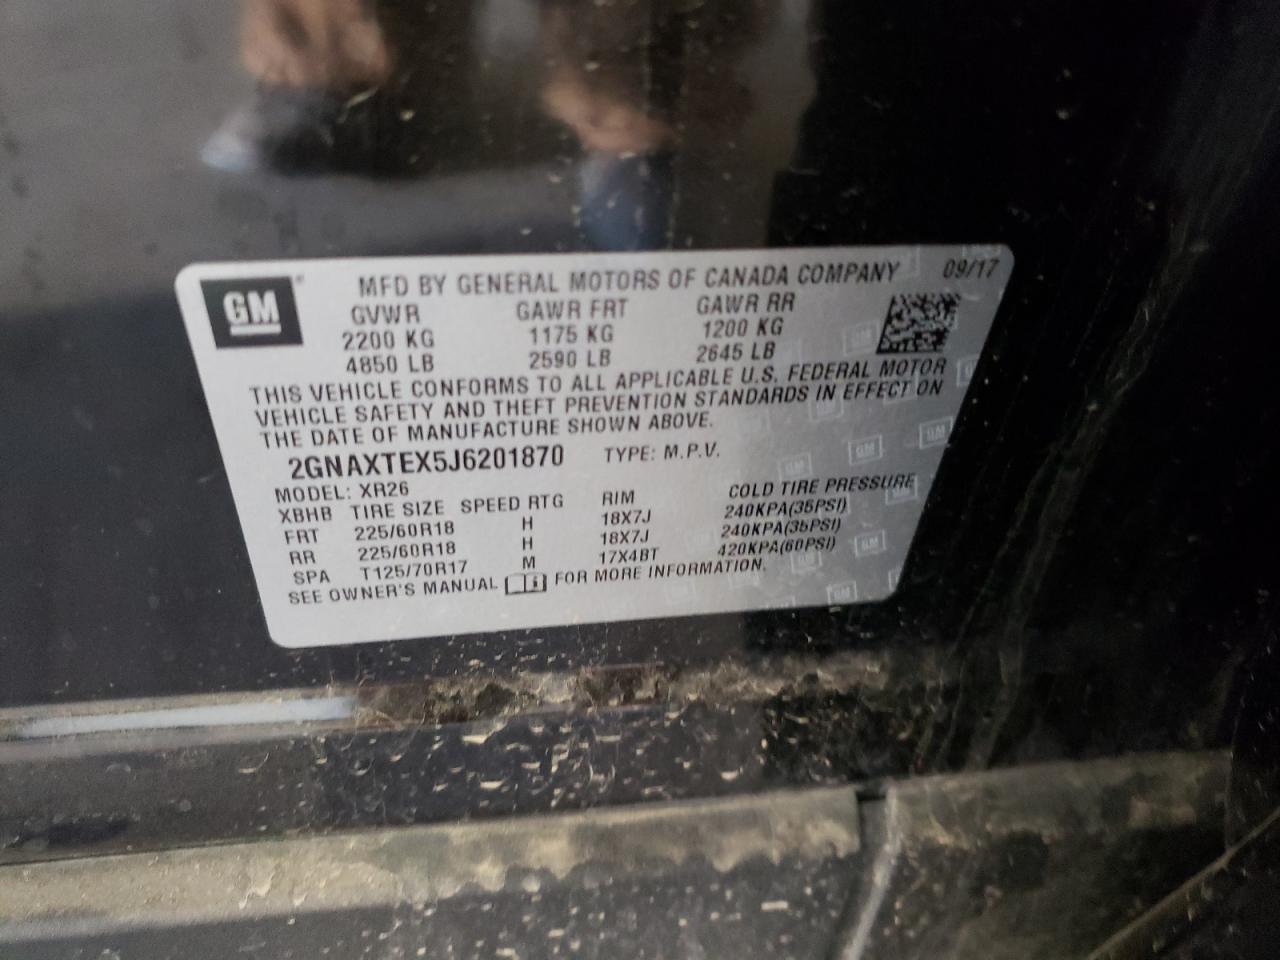 GM
MFD BY GENERAL MOTORS OF CANADA COMPANY 09/17
GVWR GAWR FRT GAWR RR
2200 KG 1175 KG 1200 KG
4850 LB 2590 LB 2645 LB
THIS VEHICLE CONFORMS TO ALL APPLICABLE U.S. FEDERAL MOTOR
VEHICLE SAFETY AND THEFT PREVENTION STANDARDS IN EFFECT ON
THE DATE OF MANUFACTURE SHOWN ABOVE.
2GNAXTEX5J6201870 TYPE: M.P.V.
MODEL: XR26
XBHB TIRE SIZE SPEED RTG RIM COLD TIRE PRESSURE
FRT 225/60R18 H 18X7J 240KPA(35PSI)
RR 225/60R18 H 18X7J 240KPA(35PSI)
SPA T125/70R17 M 17X4BT 420KPA(60PSI)
SEE OWNER'S MANUAL FOR MORE INFORMATION.